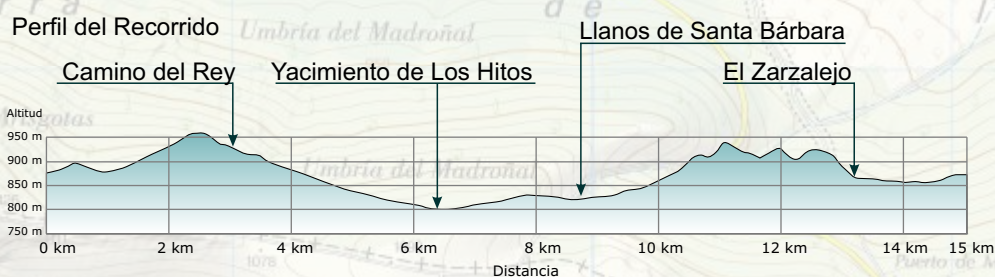 Perfil del Recorrido
Umbría del Madroñal
d e
Llanos de Santa Bárbara
Camino del Rey
Yacimiento de Los Hitos
El Zarzalejo
Altitud
950 m
900 m
850 m
800 m
750 m
Umbría del Madroñal
0 km
2 km
4 km
6 km
8 km
10 km
12 km
14 km
15 km
1078
Distancia